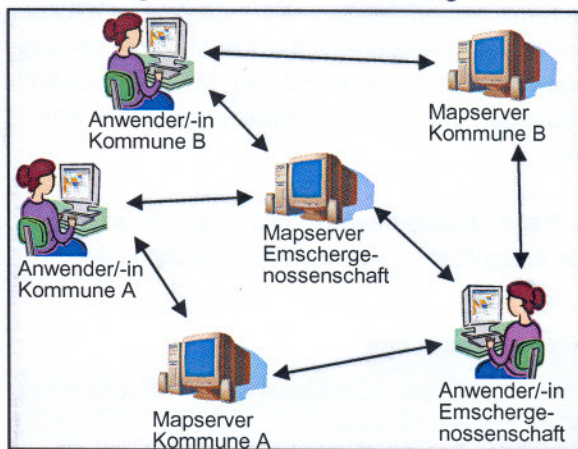 Anwender/-in
Kommune B
Mapserver
Kommune B
Anwender/-in
Kommune A
Mapserver
Emscherge-
nossenschaft
Mapserver
Kommune A
Anwender/-in
Emscherge-
nossenschaft